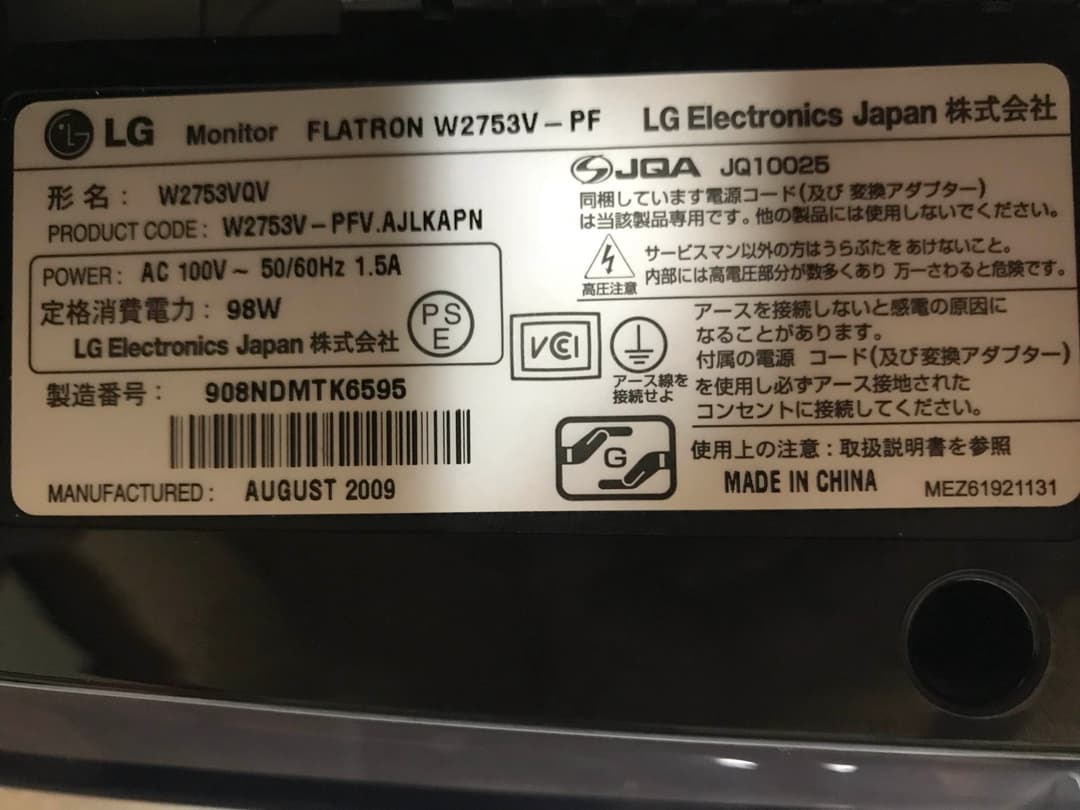 LG Monitor FLATRON W2753V-PF LG Electronics Japan 株式会社
形名: W2753VQV
PRODUCT CODE: W2753V-PFV.AJLKAPN
POWER: AC 100V~ 50/60Hz 1.5A
定格消費電力: 98W
LG Electronics Japan 株式会社
PS
E
製造番号: 908NDMTK6595
MANUFACTURED: AUGUST 2009
JQA JQ10025
同梱しています電源コード(及び 変換アダプター)
は当該製品専用です。他の製品には使用しないでください。
高圧注意
サービスマン以外の方はうらぶたを あけないこと。
内部には高電圧部分が数多くあり 万一さわると危険です。
VCI
アース線を
接続せよ
アースを接続しないと感電の原因に
なることがあります。
付属の電源 コード(及び変換アダプター)
を使用し必ずアース接地された
コンセントに接続してください。
G
使用上の注意:取扱説明書を参照
MADE IN CHINA MEZ61921131